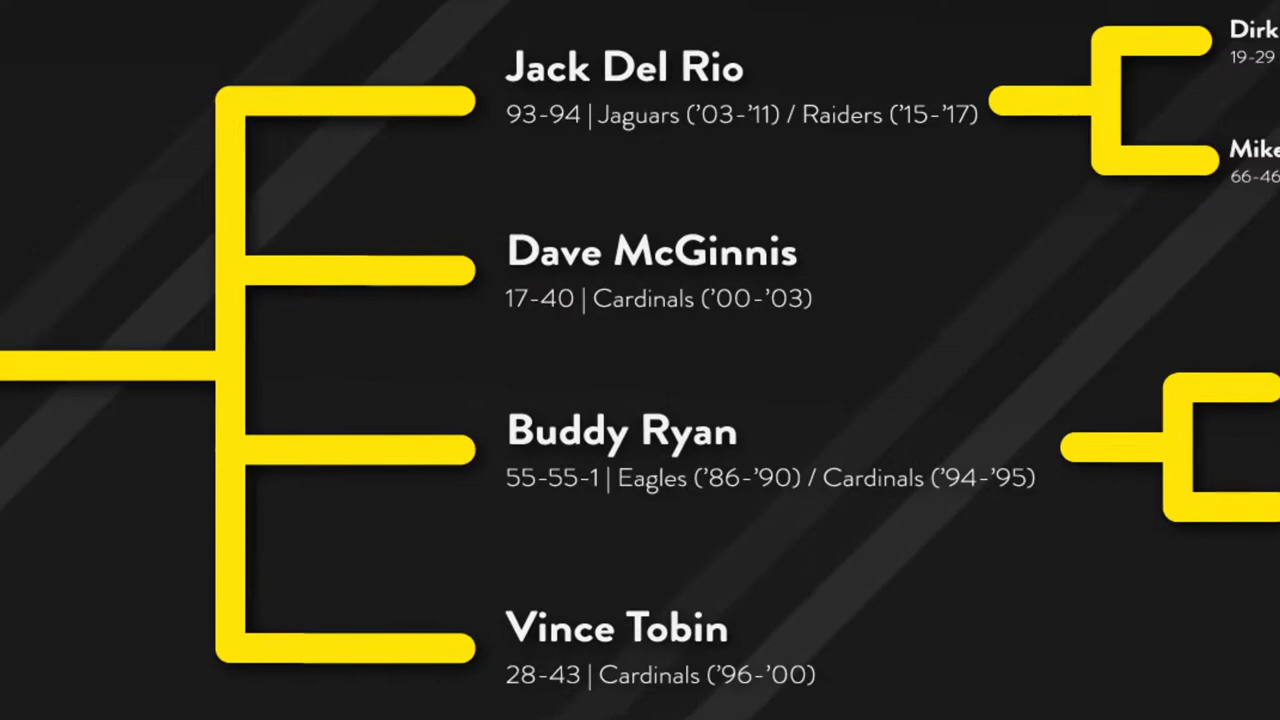 Jack Del Rio
93-94 | Jaguars ('03-'11) / Raiders ('15-'17)
Dirk
19-29
Mike
66-46
Dave McGinnis
17-40 | Cardinals ('00-'03)
Buddy Ryan
55-55-1 | Eagles ('86-'90) / Cardinals ('94-'95)
Vince Tobin
28-43 | Cardinals ('96-'00)